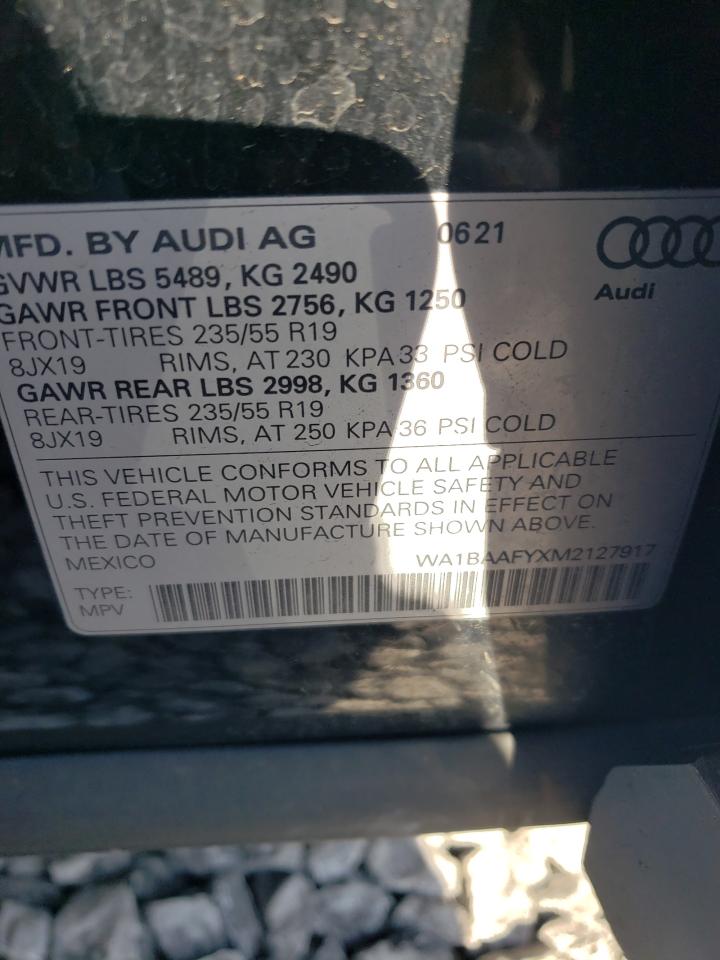 MFD. BY AUDI AG 0621
GVWR LBS 5489, KG 2490
Audi
GAWR FRONT LBS 2756, KG 1250
FRONT-TIRES 235/55 R19
8JX19 RIMS, AT 230 KPA 33 PSI COLD
GAWR REAR LBS 2998, KG 1360
REAR-TIRES 235/55 R19
8JX19 RIMS, AT 250 KPA 36 PSI COLD
THIS VEHICLE CONFORMS TO ALL APPLICABLE
U.S. FEDERAL MOTOR VEHICLE SAFETY AND
THEFT PREVENTION STANDARDS IN EFFECT ON
THE DATE OF MANUFACTURE SHOWN ABOVE.
MEXICO WA1BAAFYXM2127917
TYPE:
MPV